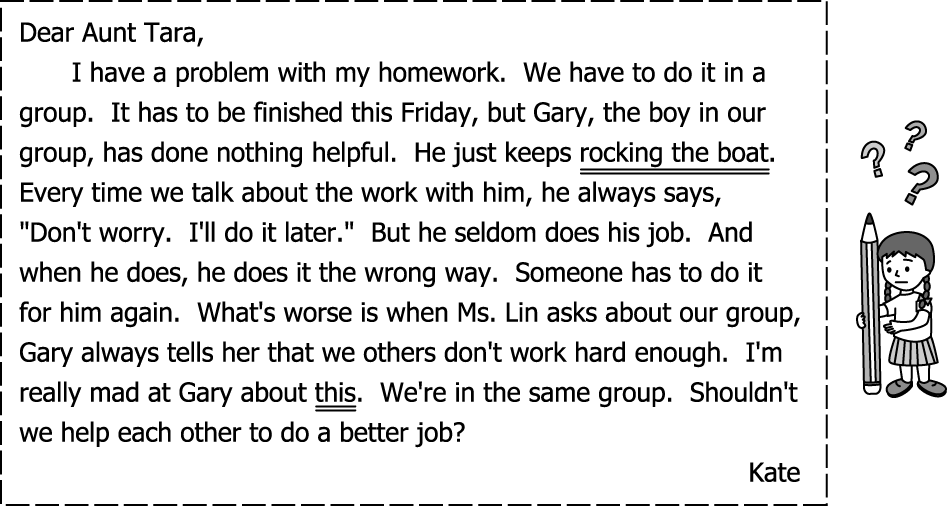 Dear Aunt Tara,
I have a problem with my homework. We have to do it in a
group. It has to be finished this Friday, but Gary, the boy in our
group, has done nothing helpful. He just keeps rocking the boat.
Every time we talk about the work with him, he always says,
"Don't worry. I'll do it later." But he seldom does his job. And
when he does, he does it the wrong way. Someone has to do it
for him again. What's worse is when Ms. Lin asks about our group,
Gary always tells her that we others don't work hard enough. I'm
really mad at Gary about this. We're in the same group. Shouldn't
we help each other to do a better job?
Kate
? ? ?